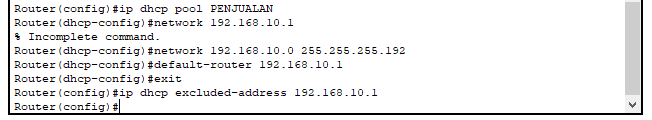 Router(config)#ip dhcp pool PENJUALAN
Router(dhcp-config)#network 192.168.10.1
% Incomplete command.
Router(dhcp-config)#network 192.168.10.0 255.255.255.192
Router(dhcp-config)#default-router 192.168.10.1
Router(dhcp-config)#exit
Router(config)#ip dhcp excluded-address 192.168.10.1
Router(config)#